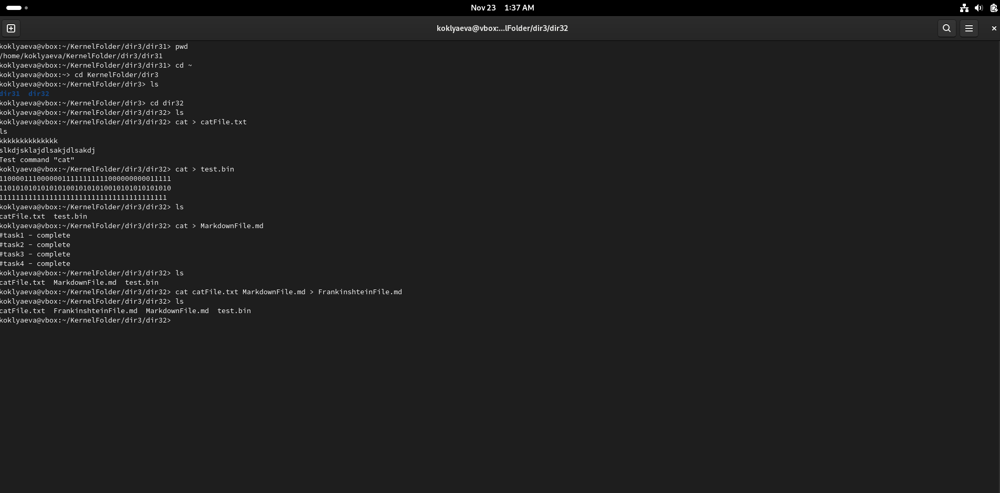 Nov 23 1:37 AM
koklyaeva@vbox:...lFolder/dir3/dir32
koklyaeva@vbox:~/KernelFolder/dir3/dir31> pwd
/home/koklyaeva/KernelFolder/dir3/dir31
koklyaeva@vbox:~/KernelFolder/dir3/dir31> cd ~
koklyaeva@vbox:~> cd KernelFolder/dir3
koklyaeva@vbox:~/KernelFolder/dir3> ls
dir31  dir32
koklyaeva@vbox:~/KernelFolder/dir3> cd dir32
koklyaeva@vbox:~/KernelFolder/dir3/dir32> ls
koklyaeva@vbox:~/KernelFolder/dir3/dir32> cat > catFile.txt
ls
kkkkkkkkkkkkkk
slkdjsklajdlsakjdlsakdj
Test command "cat"
koklyaeva@vbox:~/KernelFolder/dir3/dir32> cat > test.bin
11000011100000011111111111000000000011111
11010101010101010010101010010101010101010
1111111111111111111111111111111111111111
koklyaeva@vbox:~/KernelFolder/dir3/dir32> ls
catFile.txt  test.bin
koklyaeva@vbox:~/KernelFolder/dir3/dir32> cat > MarkdownFile.md
#task1 - complete
#task2 - complete
#task3 - complete
#task4 - complete
koklyaeva@vbox:~/KernelFolder/dir3/dir32> ls
catFile.txt  MarkdownFile.md  test.bin
koklyaeva@vbox:~/KernelFolder/dir3/dir32> cat catFile.txt MarkdownFile.md > FrankinshteinFile.md
koklyaeva@vbox:~/KernelFolder/dir3/dir32> ls
catFile.txt  FrankinshteinFile.md  MarkdownFile.md  test.bin
koklyaeva@vbox:~/KernelFolder/dir3/dir32>